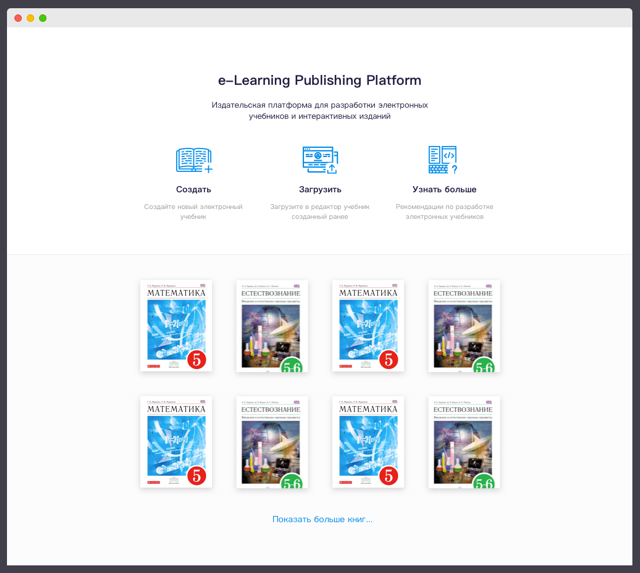 e-Learning Publishing Platform
Издательская платформа для разработки электронных
учебников и интерактивных изданий
Создать
Загрузить
Узнать больше
Создайте новый электронный
учебник
Загрузите в редактор учебник
созданный ранее
Рекомендации по разработке
электронных учебников
МАТЕМАТИКА
5
ЕСТЕСТВОЗНАНИЕ
5-6
МАТЕМАТИКА
5
ЕСТЕСТВОЗНАНИЕ
5-6
МАТЕМАТИКА
5
ЕСТЕСТВОЗНАНИЕ
5-6
МАТЕМАТИКА
5
ЕСТЕСТВОЗНАНИЕ
5-6
Показать больше книг...